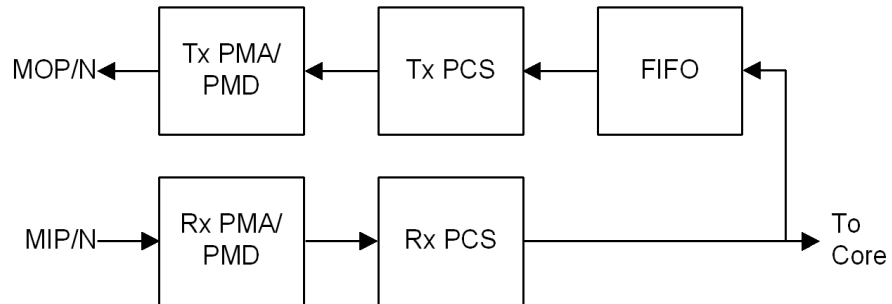 MOP/N
Tx PMA/
PMD
Tx PCS
FIFO
MIP/N
Rx PMA/
PMD
Rx PCS
To
Core